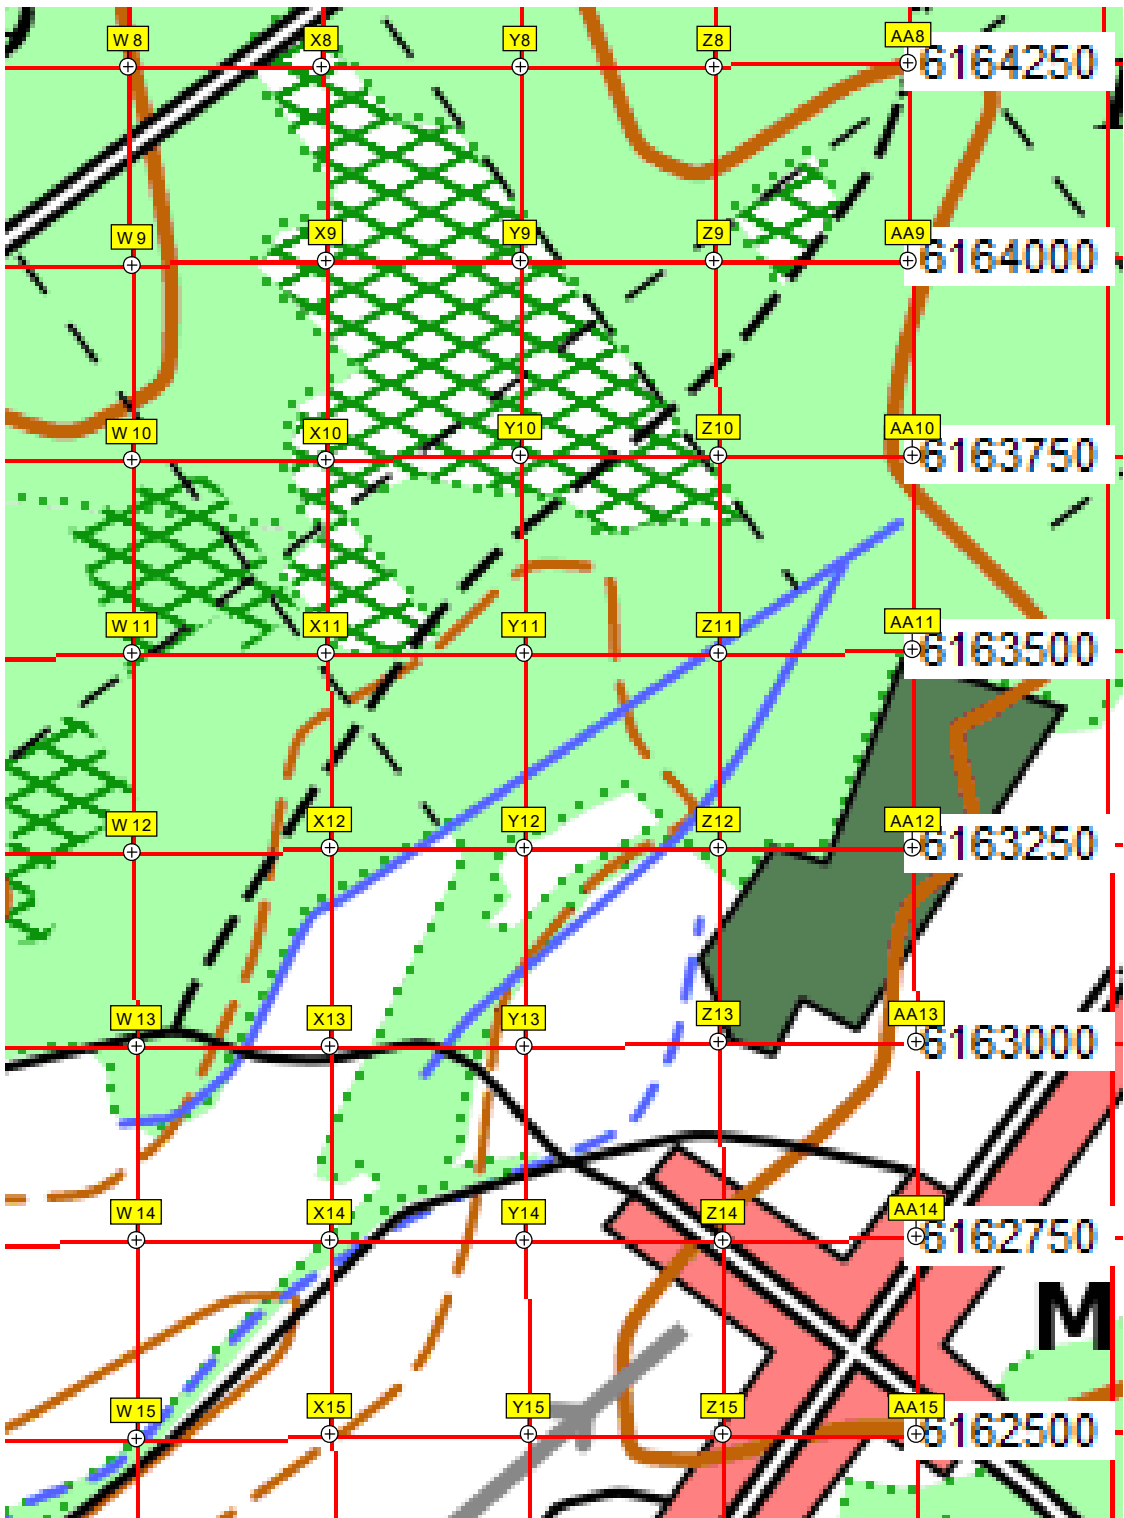 W 8 X8 Y8 Z8 AA8
6164250
W 9 X9 Y9 Z9 AA9
6164000
W 10 X10 Y10 Z10 AA10
6163750
W 11 X11 Y11 Z11 AA11
6163500
W 12 X12 Y12 Z12 AA12
6163250
W 13 X13 Y13 Z13 AA13
6163000
W 14 X14 Y14 Z14 AA14
6162750
M
W 15 X15 Y15 Z15 AA15
6162500